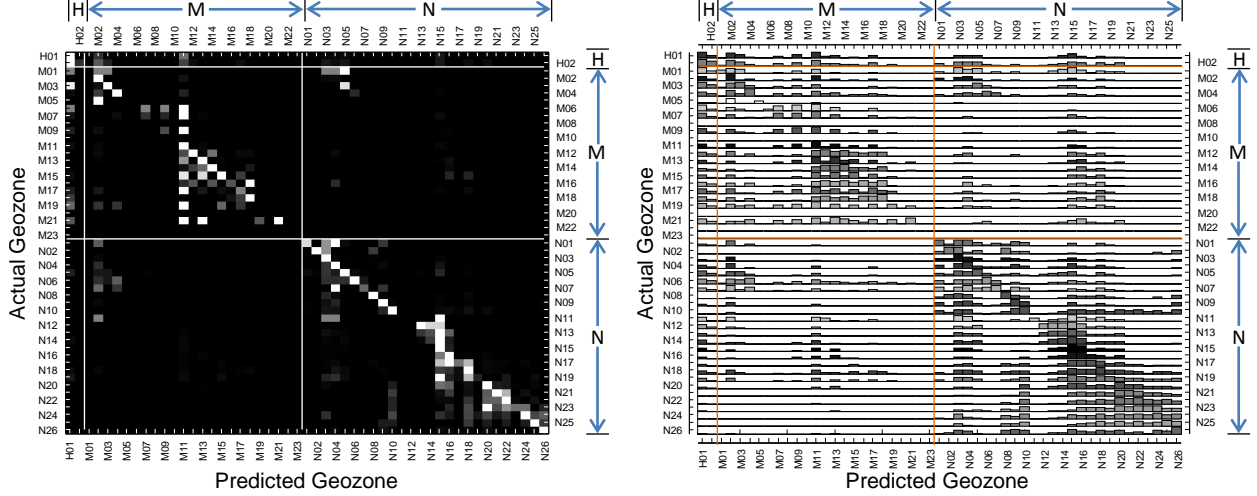 H M N
H02 M02 M04 M06 M08 M10 M12 M14 M16 M18 M20 M22 N01 N03 N05 N07 N09 N11 N13 N15 N17 N19 N21 N23 N25
Actual Geozone
H01
M01
M03
M05
M07
M09
M11
M13
M15
M17
M19
M21
M23
N02
N04
N06
N08
N10
N12
N14
N16
N18
N20
N22
N24
N26
H02
M02
M04
M06
M08
M10
M12
M14
M16
M18
M20
M22
N01
N03
N05
N07
N09
N11
N13
N15
N17
N19
N21
N23
N25
H
M
N
H01 M01 M03 M05 M07 M09 M11 M13 M15 M17 M19 M21 M23 N02 N04 N06 N08 N10 N12 N14 N16 N18 N20 N22 N24 N26
Predicted Geozone
H M N
H02 M02 M04 M06 M08 M10 M12 M14 M16 M18 M20 M22 N01 N03 N05 N07 N09 N11 N13 N15 N17 N19 N21 N23 N25
Actual Geozone
H01
M01
M03
M05
M07
M09
M11
M13
M15
M17
M19
M21
M23
N02
N04
N06
N08
N10
N12
N14
N16
N18
N20
N22
N24
N26
H02
M02
M04
M06
M08
M10
M12
M14
M16
M18
M20
M22
N01
N03
N05
N07
N09
N11
N13
N15
N17
N19
N21
N23
N25
H
M
N
H01 M01 M03 M05 M07 M09 M11 M13 M15 M17 M19 M21 M23 N02 N04 N06 N08 N10 N12 N14 N16 N18 N20 N22 N24 N26
Predicted Geozone